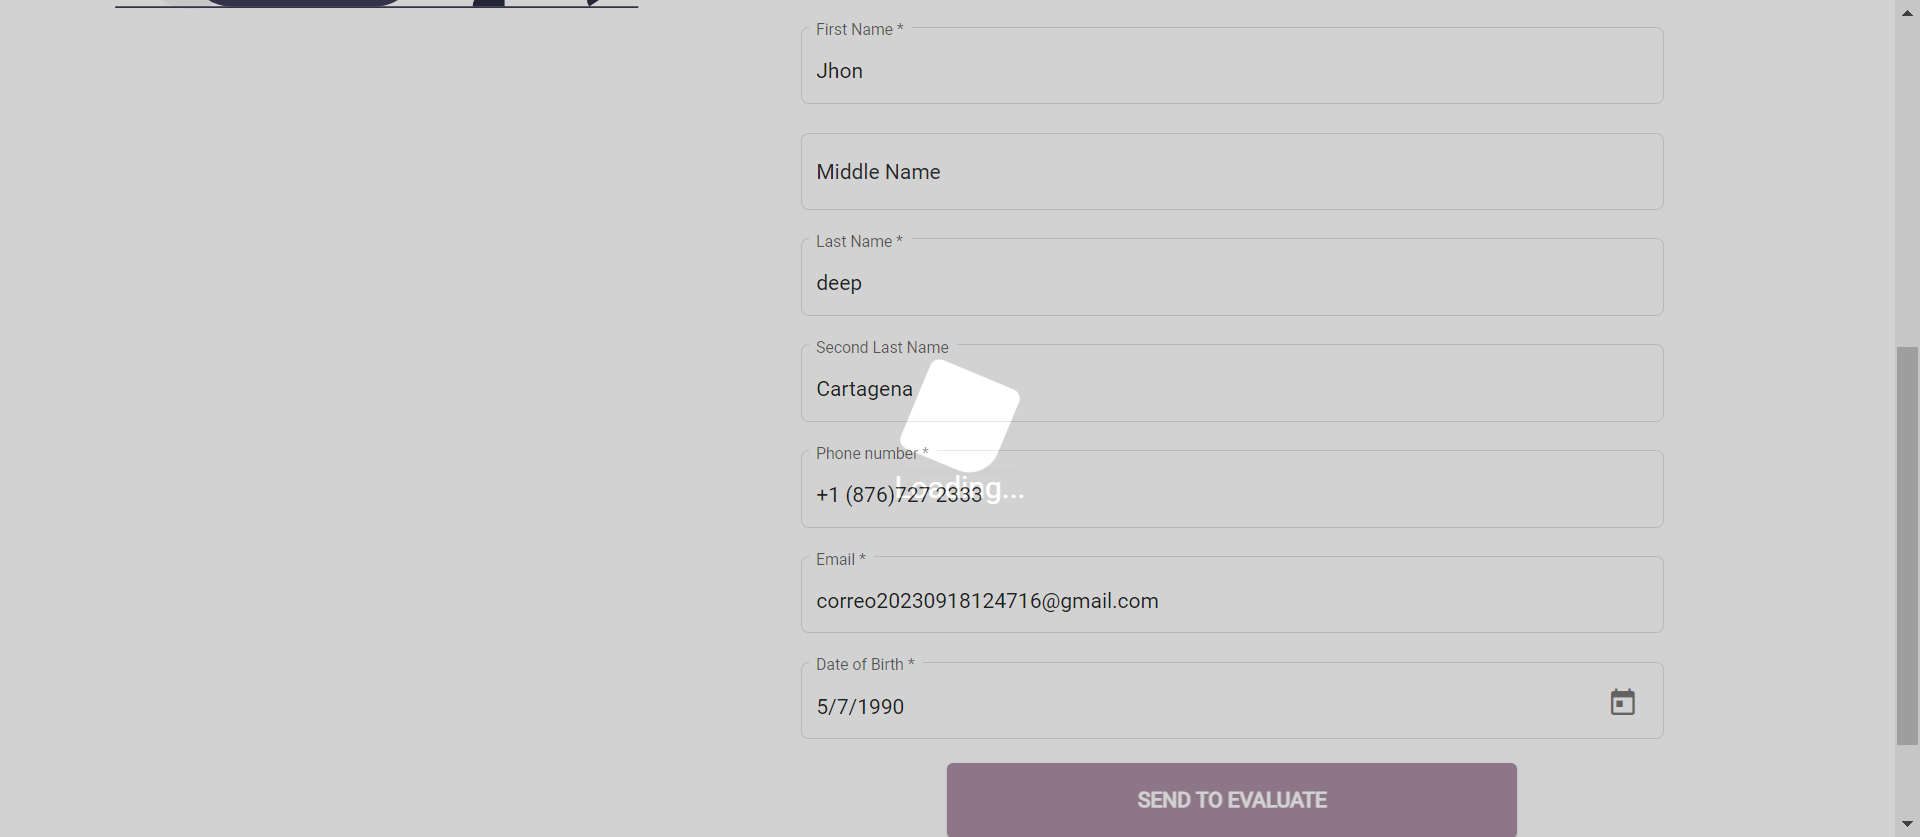 First Name *
Jhon
Middle Name
Last Name *
deep
Second Last Name
Cartagena
Phone number *
+1 (876)727 2333
Loading...
Email *
correo20230918124716@gmail.com
Date of Birth *
5/7/1990
SEND TO EVALUATE